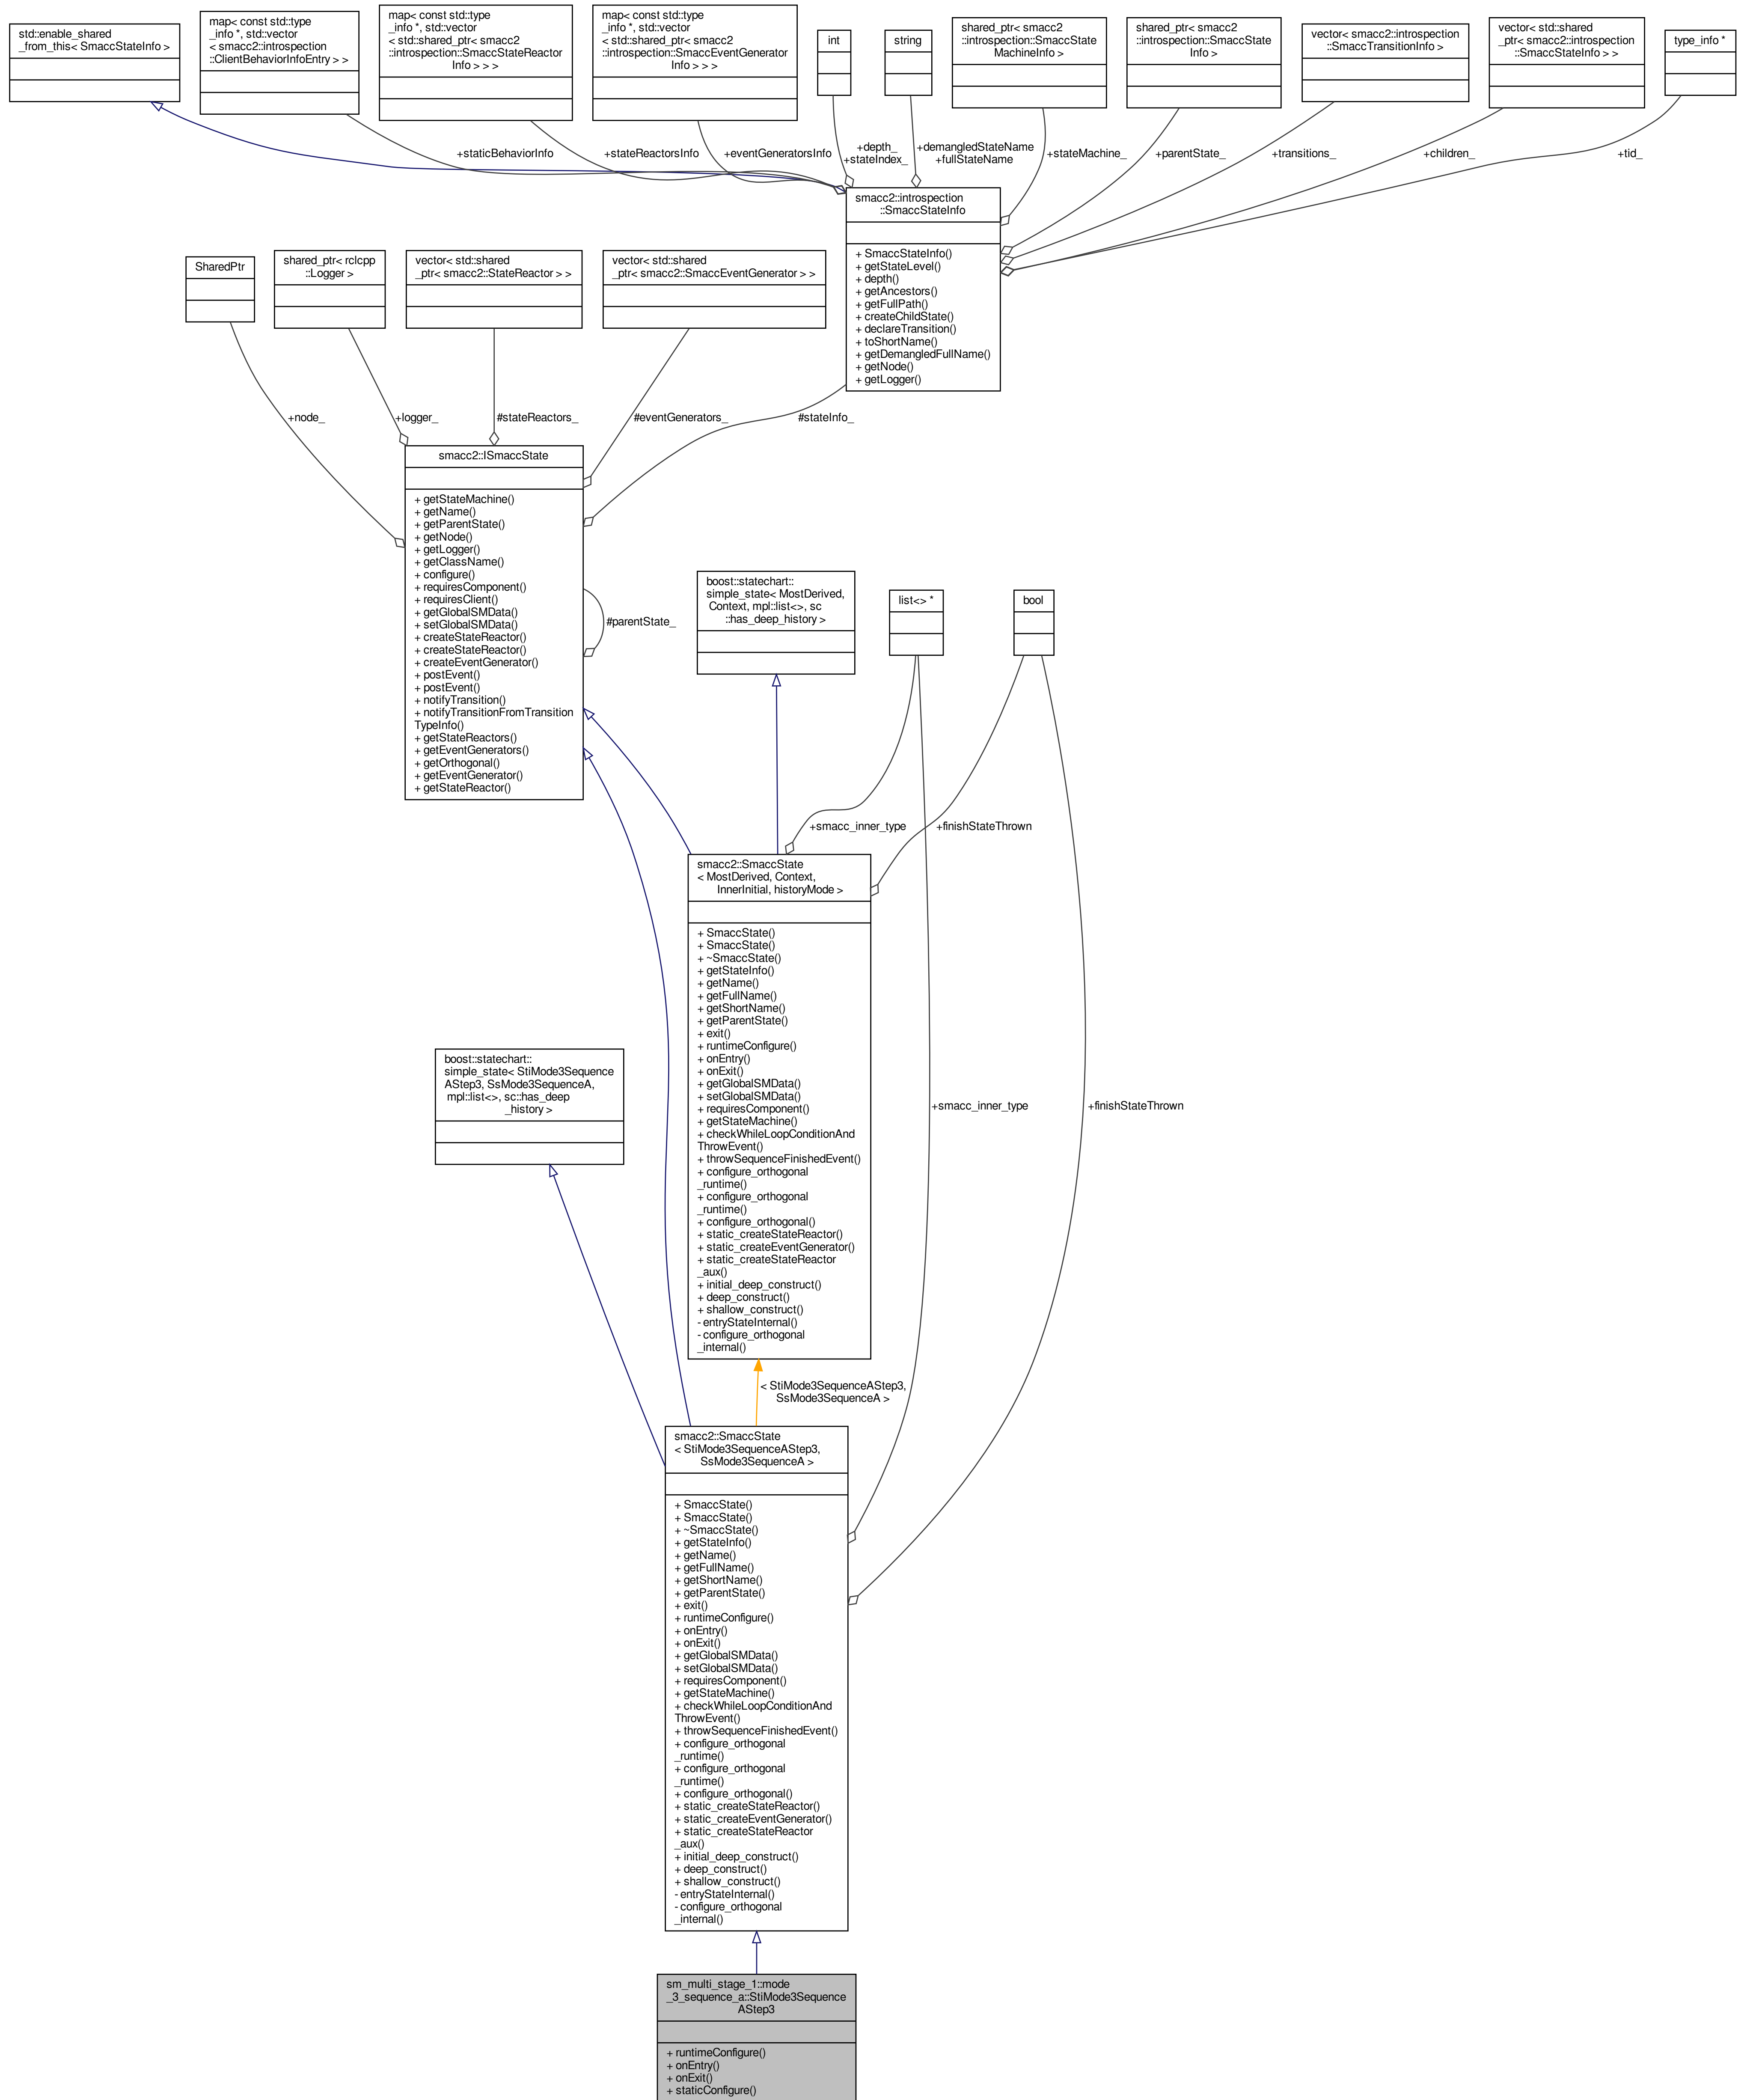 std::enable_shared
_from_this< SmaccStateInfo >
map< const std::type
_info *, std::vector
< smacc2::introspection
::ClientBehaviorInfoEntry > >
map< const std::type
_info *, std::vector
< std::shared_ptr< smacc2
::introspection::SmaccStateReactor
Info > > >
map< const std::type
_info *, std::vector
< std::shared_ptr< smacc2
::introspection::SmaccEventGenerator
Info > > >
int
string
shared_ptr< smacc2
::introspection::SmaccState
MachineInfo >
shared_ptr< smacc2
::introspection::SmaccState
Info >
vector< smacc2::introspection
::SmaccTransitionInfo >
vector< std::shared
_ptr< smacc2::introspection
::SmaccStateInfo > >
type_info *
+staticBehaviorInfo
+stateReactorsInfo
+eventGeneratorsInfo
+depth_
+stateIndex_
+demangledStateName
+fullStateName
+stateMachine_
+parentState_
+transitions_
+children_
+tid_
smacc2::introspection
::SmaccStateInfo
+ SmaccStateInfo()
+ getStateLevel()
+ depth()
+ getAncestors()
+ getFullPath()
+ createChildState()
+ declareTransition()
+ toShortName()
+ getDemangledFullName()
+ getNode()
+ getLogger()
SharedPtr
shared_ptr< rclcpp
::Logger >
vector< std::shared
_ptr< smacc2::StateReactor > >
vector< std::shared
_ptr< smacc2::SmaccEventGenerator > >
+node_
+logger_
#stateReactors_
#eventGenerators_
#stateInfo_
smacc2::ISmaccState
+ getStateMachine()
+ getName()
+ getParentState()
+ getNode()
+ getLogger()
+ getClassName()
+ configure()
+ requiresComponent()
+ requiresClient()
+ getGlobalSMData()
+ setGlobalSMData()
+ createStateReactor()
+ createStateReactor()
+ createEventGenerator()
+ postEvent()
+ postEvent()
+ notifyTransition()
+ notifyTransitionFromTransition
TypeInfo()
+ getStateReactors()
+ getEventGenerators()
+ getOrthogonal()
+ getEventGenerator()
+ getStateReactor()
#parentState_
boost::statechart::
simple_state< MostDerived,
Context, mpl::list<>, sc
::has_deep_history >
list<> *
bool
+smacc_inner_type
+finishStateThrown
smacc2::SmaccState
< MostDerived, Context,
InnerInitial, historyMode >
+ SmaccState()
+ SmaccState()
+ ~SmaccState()
+ getStateInfo()
+ getName()
+ getFullName()
+ getShortName()
+ getParentState()
+ exit()
+ runtimeConfigure()
+ onEntry()
+ onExit()
+ getGlobalSMData()
+ setGlobalSMData()
+ requiresComponent()
+ getStateMachine()
+ checkWhileLoopConditionAnd
ThrowEvent()
+ throwSequenceFinishedEvent()
+ configure_orthogonal
_runtime()
+ configure_orthogonal
_runtime()
+ configure_orthogonal()
+ static_createStateReactor()
+ static_createEventGenerator()
+ static_createStateReactor
_aux()
+ initial_deep_construct()
+ deep_construct()
+ shallow_construct()
- entryStateInternal()
- configure_orthogonal
_internal()
boost::statechart::
simple_state< StiMode3Sequence
AStep3, SsMode3SequenceA,
mpl::list<>, sc::has_deep
_history >
+smacc_inner_type
+finishStateThrown
< StiMode3SequenceAStep3,
SsMode3SequenceA >
smacc2::SmaccState
< StiMode3SequenceAStep3,
SsMode3SequenceA >
+ SmaccState()
+ SmaccState()
+ ~SmaccState()
+ getStateInfo()
+ getName()
+ getFullName()
+ getShortName()
+ getParentState()
+ exit()
+ runtimeConfigure()
+ onEntry()
+ onExit()
+ getGlobalSMData()
+ setGlobalSMData()
+ requiresComponent()
+ getStateMachine()
+ checkWhileLoopConditionAnd
ThrowEvent()
+ throwSequenceFinishedEvent()
+ configure_orthogonal
_runtime()
+ configure_orthogonal
_runtime()
+ configure_orthogonal()
+ static_createStateReactor()
+ static_createEventGenerator()
+ static_createStateReactor
_aux()
+ initial_deep_construct()
+ deep_construct()
+ shallow_construct()
- entryStateInternal()
- configure_orthogonal
_internal()
sm_multi_stage_1::mode
_3_sequence_a::StiMode3Sequence
AStep3
+ runtimeConfigure()
+ onEntry()
+ onExit()
+ staticConfigure()